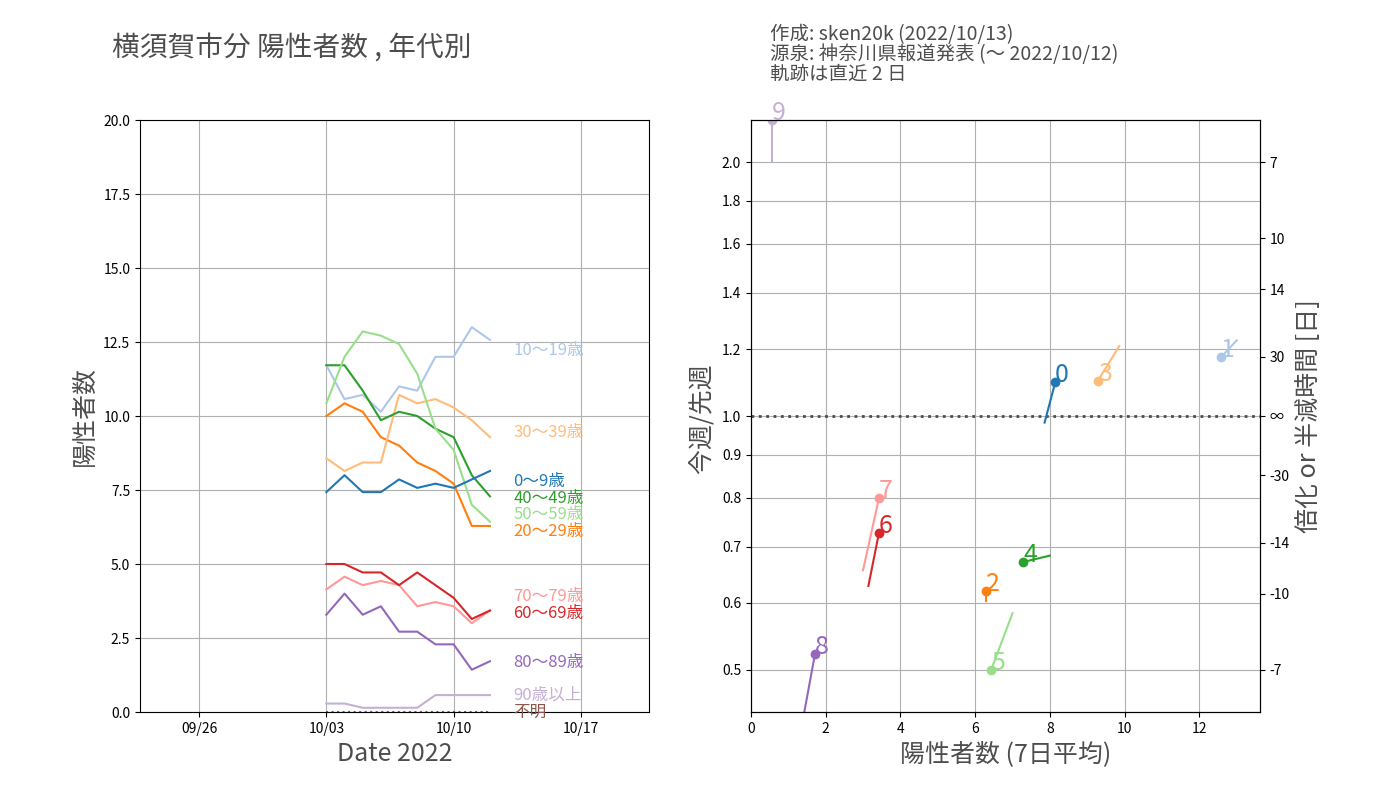 横須賀市分 陽性者数 , 年代別
作成: sken20k (2022/10/13)
源泉: 神奈川県報道発表 (〜 2022/10/12)
軌跡は直近 2 日
陽性者数
20.0
17.5
15.0
12.5
10.0
7.5
5.0
2.5
0.0
10〜19歳
30〜39歳
0〜9歳
40〜49歳
50〜59歳
20〜29歳
70〜79歳
60〜69歳
80〜89歳
90歳以上
不明
09/26
10/03
10/10
10/17
Date 2022
今週/先週
2.0
1.8
1.6
1.4
1.2
1.0
0.9
0.8
0.7
0.6
0.5
9
1
3
0
7
6
4
2
5
8
7
10
14
30
∞
-30
-14
-10
-7
倍化 or 半減時間 [日]
0
2
4
6
8
10
12
陽性者数 (7日平均)